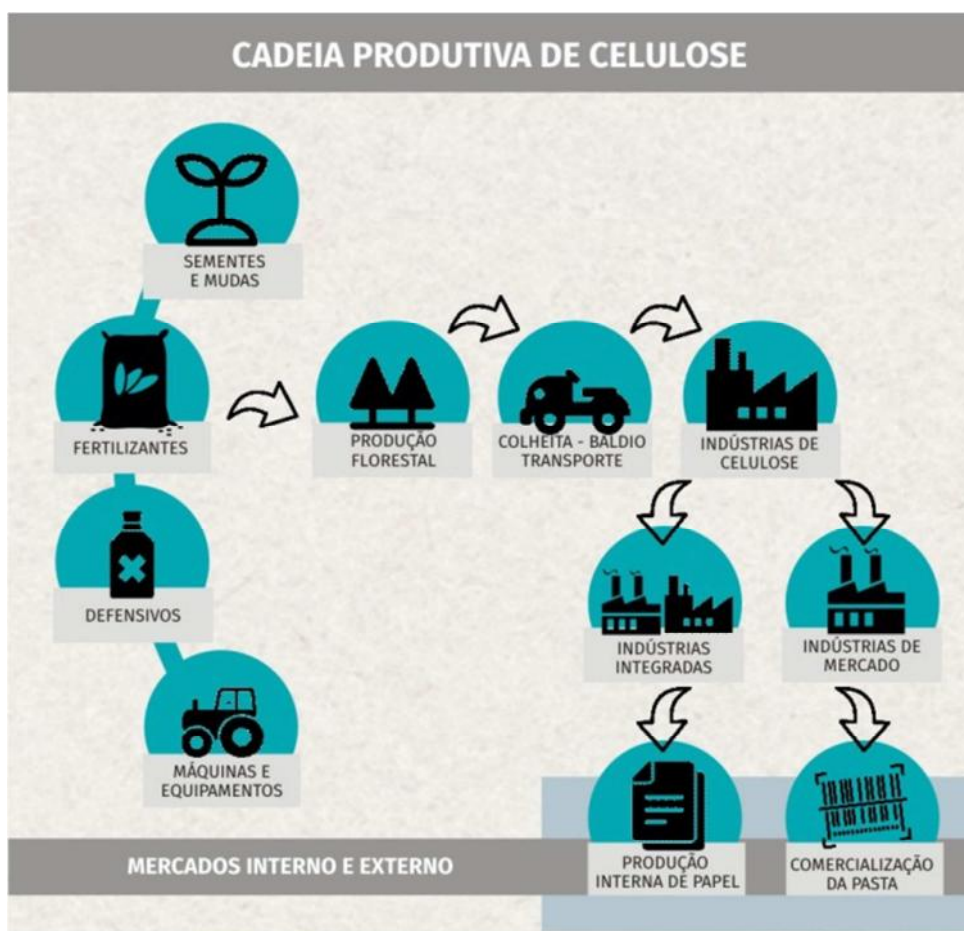 CADEIA PRODUTIVA DE CELULOSE
SEMENTES
E MUDAS
FERTILIZANTES
PRODUÇÃO
FLORESTAL
COLHEITA - BALDIO
TRANSPORTE
INDÚSTRIAS DE
CELULOSE
DEFENSIVOS
INDÚSTRIAS
INTEGRADAS
INDÚSTRIAS DE
MERCADO
MÁQUINAS E
EQUIPAMENTOS
MERCADOS INTERNO E EXTERNO
PRODUÇÃO
INTERNA DE PAPEL
COMERCIALIZAÇÃO
DA PASTA